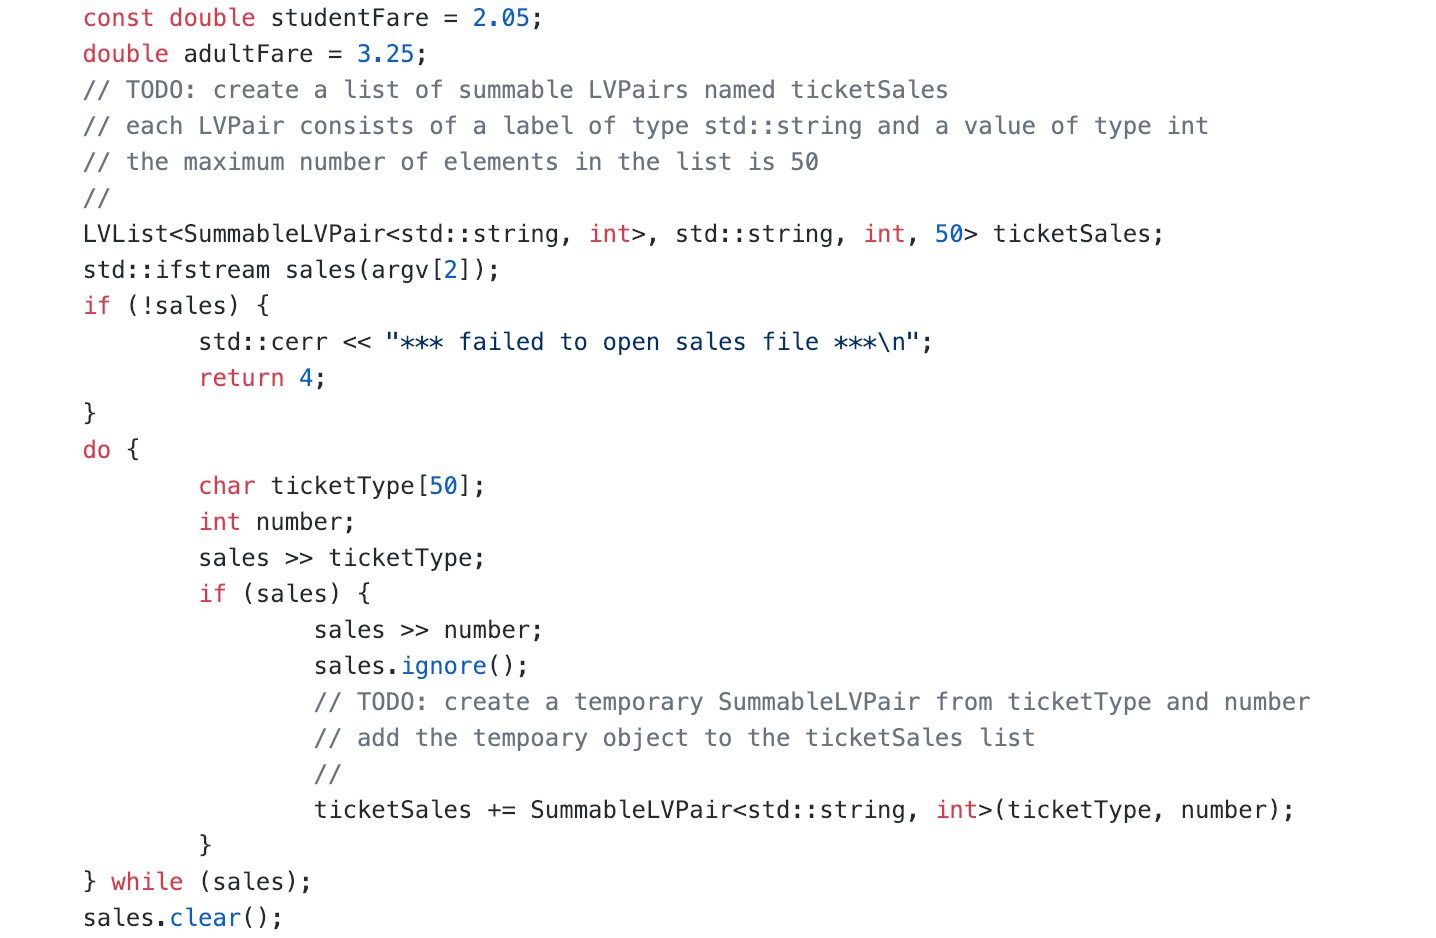 const double studentFare = 2.05;
double adultFare = 3.25;
// TODO: create a list of summable LVPairs named ticketSales
// each LVPair consists of a label of type std::string and a value of type int
// the maximum number of elements in the list is 50
//
LVList<SummableLVPair<std::string, int>, std::string, int, 50> ticketSales;
std::ifstream sales(argv[2]);
if (!sales) {
        std::cerr << "*** failed to open sales file ***\n";
        return 4;
}
do {
        char ticketType[50];
        int number;
        sales >> ticketType;
        if (sales) {
                sales >> number;
                sales.ignore();
                // TODO: create a temporary SummableLVPair from ticketType and number
                // add the tempoary object to the ticketSales list
                //
                ticketSales += SummableLVPair<std::string, int>(ticketType, number);
        }
} while (sales);
sales.clear();